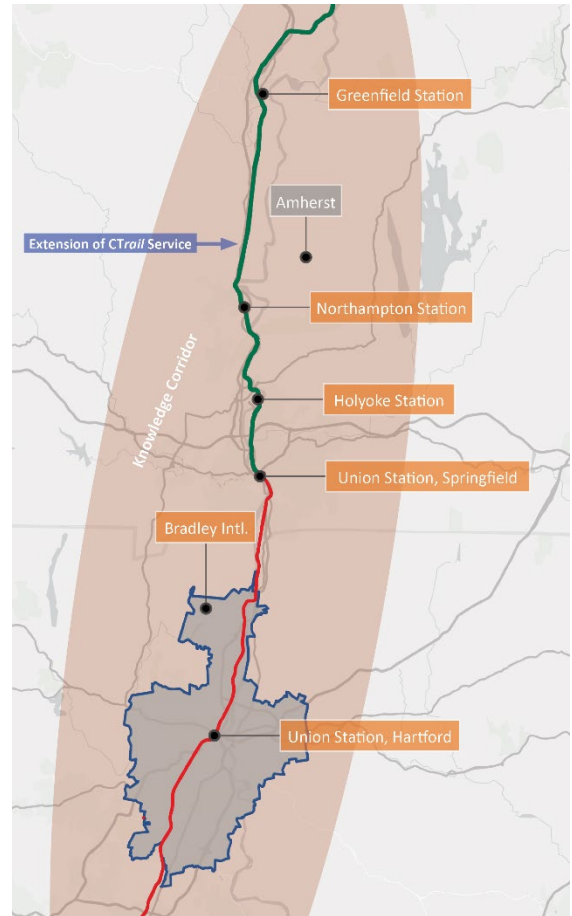 Greenfield Station
Amherst
Extension of CTrail Service
Northampton Station
Knowledge Corridor
Holyoke Station
Union Station, Springfield
Bradley Intl.
Union Station, Hartford